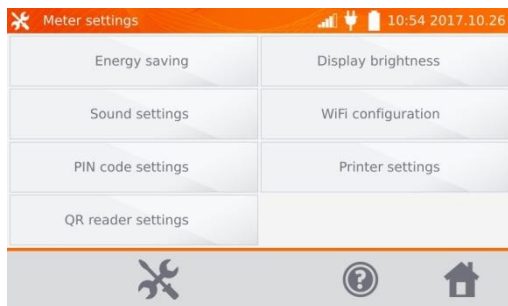 Meter settings 10:54 2017.10.26
Energy saving Display brightness
Sound settings WiFi configuration
PIN code settings Printer settings
QR reader settings
?